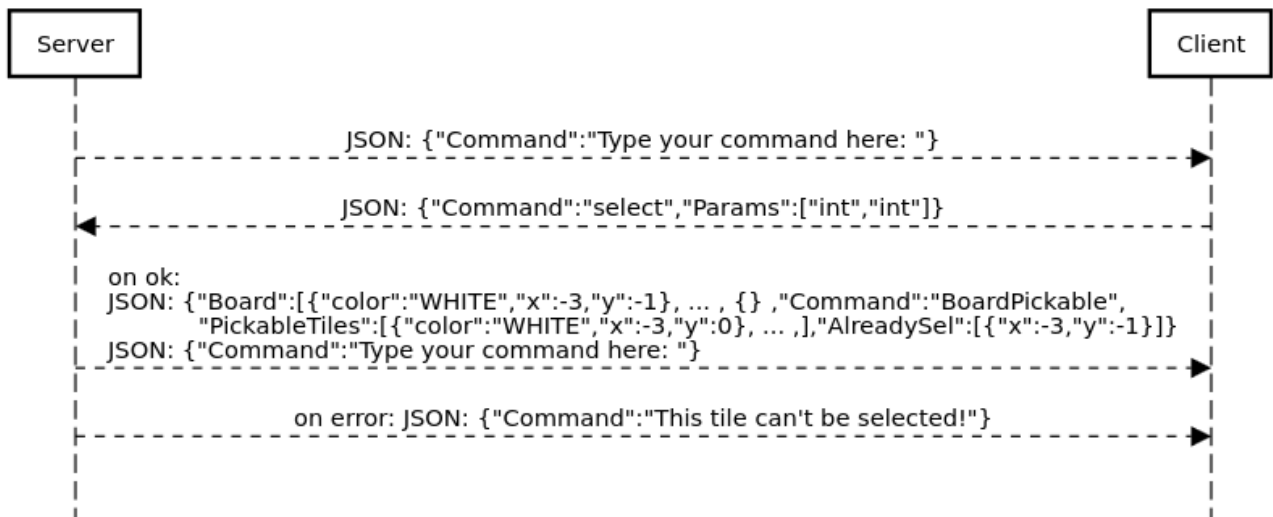 Server
Client
JSON: {"Command":"Type your command here: "}
JSON: {"Command":"select","Params":["int","int"]}
on ok:
JSON: {"Board":[{"color":"WHITE","x":-3,"y":-1}, ... , {} ,"Command":"BoardPickable",
"PickableTiles":[{"color":"WHITE","x":-3,"y":0}, ... ,],"AlreadySel":[{"x":-3,"y":-1}]}
JSON: {"Command":"Type your command here: "}
on error: JSON: {"Command":"This tile can't be selected!"}